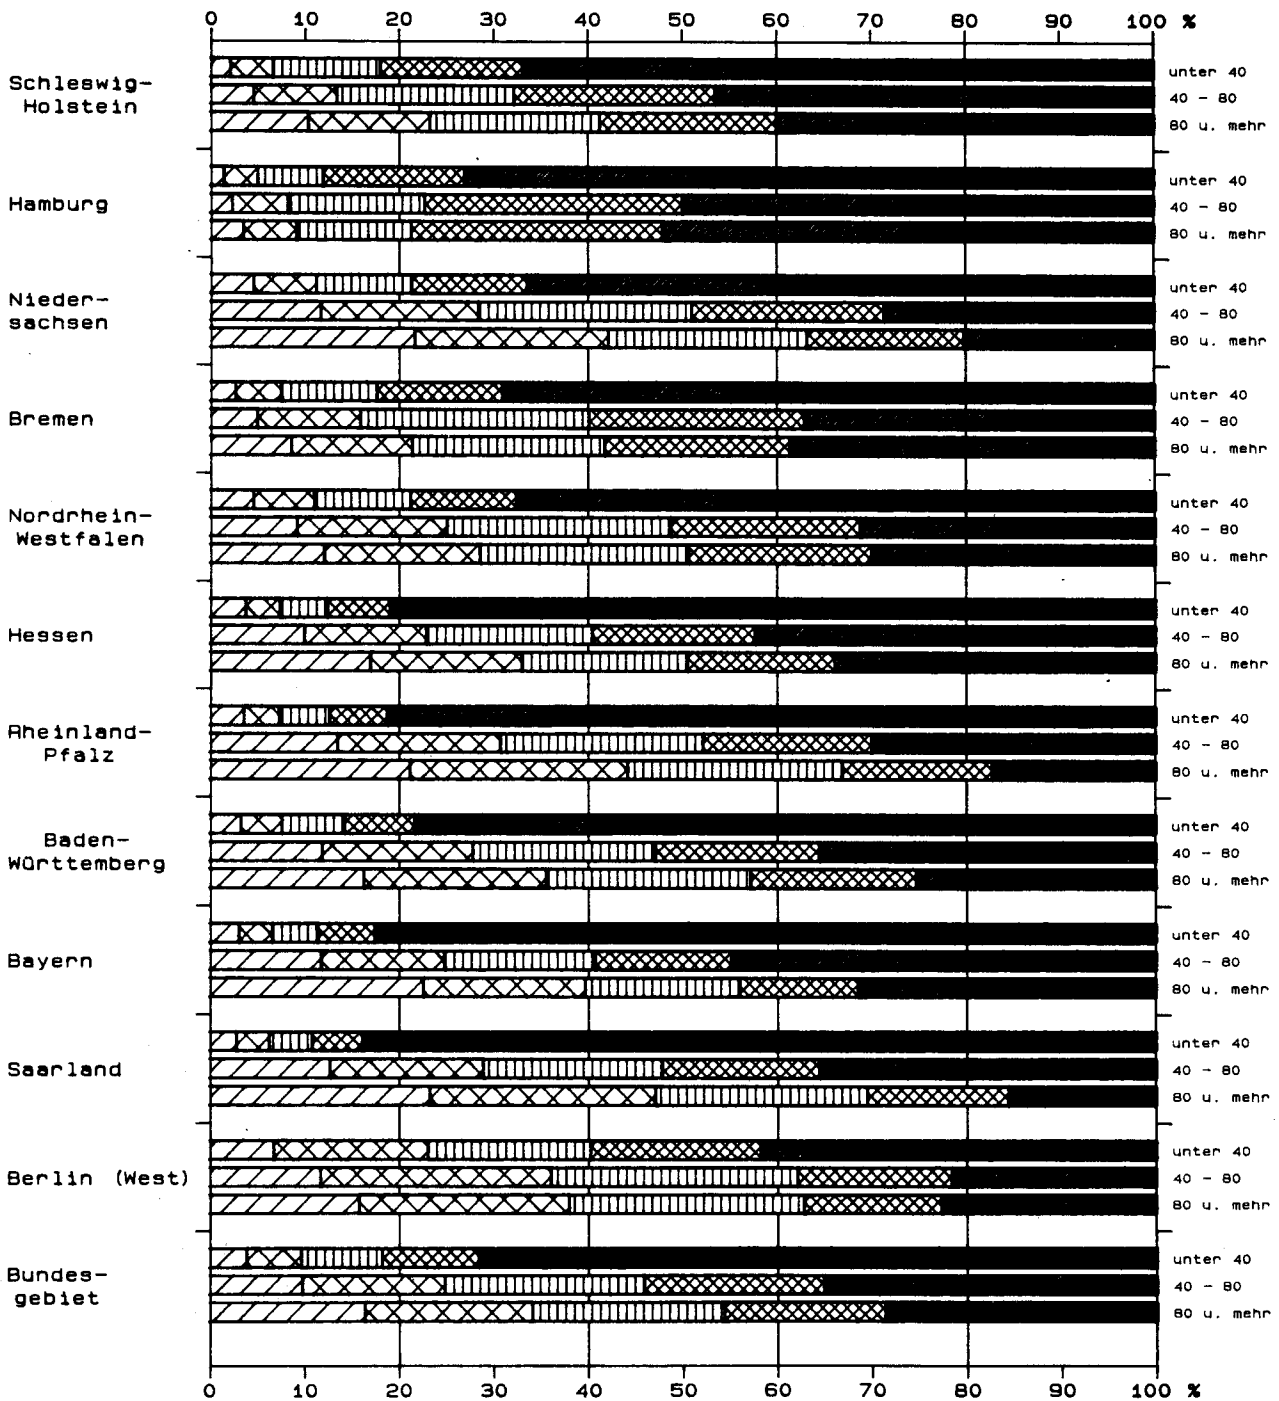 0 10 20 30 40 50 60 70 80 90 100 %
Schleswig-
Holstein
unter 40
40 - 80
80 u. mehr
Hamburg
unter 40
40 - 80
80 u. mehr
Nieder-
sachsen
unter 40
40 - 80
80 u. mehr
Bremen
unter 40
40 - 80
80 u. mehr
Nordrhein-
Westfalen
unter 40
40 - 80
80 u. mehr
Hessen
unter 40
40 - 80
80 u. mehr
Rheinland-
Pfalz
unter 40
40 - 80
80 u. mehr
Baden-
Württemberg
unter 40
40 - 80
80 u. mehr
Bayern
unter 40
40 - 80
80 u. mehr
Saarland
unter 40
40 - 80
80 u. mehr
Berlin (West)
unter 40
40 - 80
80 u. mehr
Bundes-
gebiet
unter 40
40 - 80
80 u. mehr
0 10 20 30 40 50 60 70 80 90 100 %